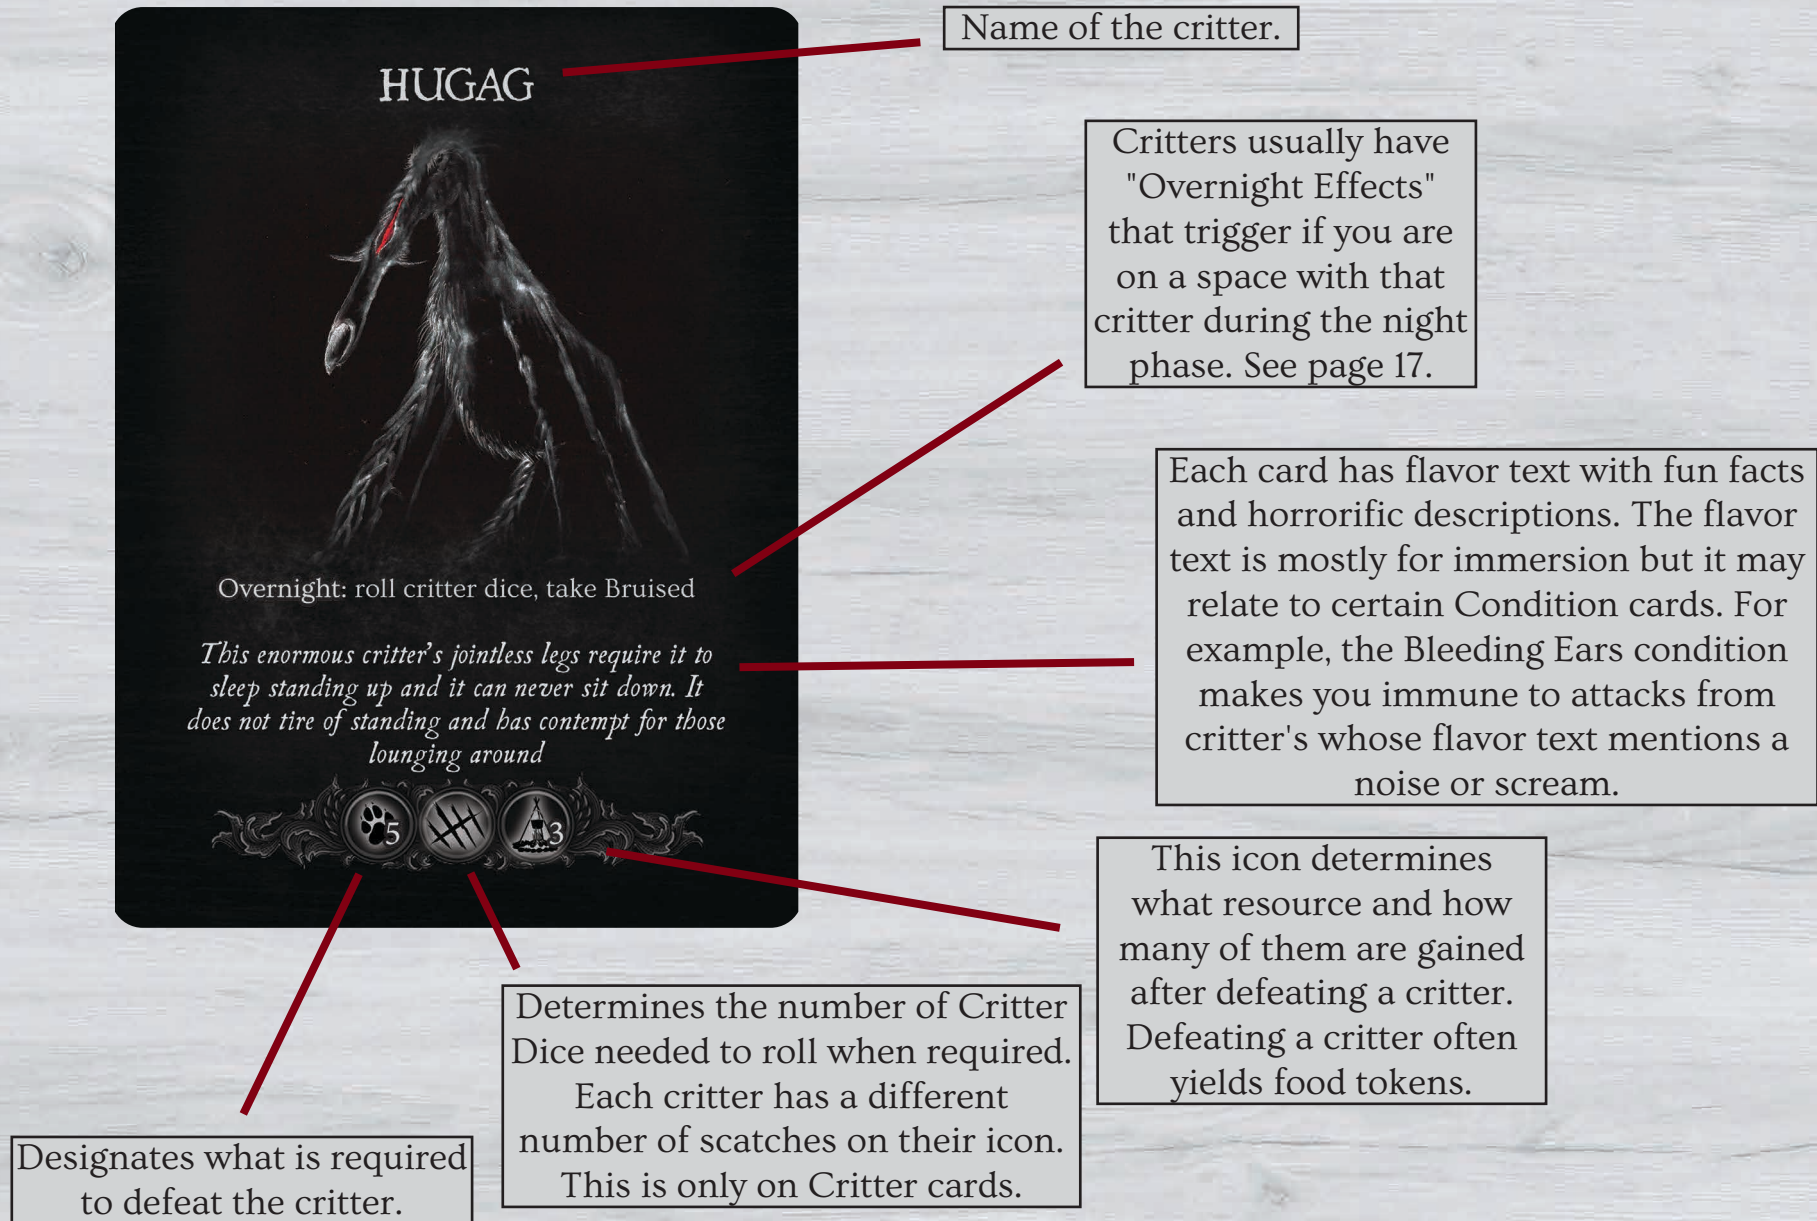 HUGAG
Overnight: roll critter dice, take Bruised
This enormous critter's jointless legs require it to
sleep standing up and it can never sit down. It
does not tire of standing and has contempt for those
lounging around
5
3
Name of the critter.
Critters usually have
"Overnight Effects"
that trigger if you are
on a space with that
critter during the night
phase. See page 17.
Each card has flavor text with fun facts
and horrorific descriptions. The flavor
text is mostly for immersion but it may
relate to certain Condition cards. For
example, the Bleeding Ears condition
makes you immune to attacks from
critter's whose flavor text mentions a
noise or scream.
This icon determines
what resource and how
many of them are gained
after defeating a critter.
Defeating a critter often
yields food tokens.
Determines the number of Critter
Dice needed to roll when required.
Each critter has a different
number of scatches on their icon.
This is only on Critter cards.
Designates what is required
to defeat the critter.